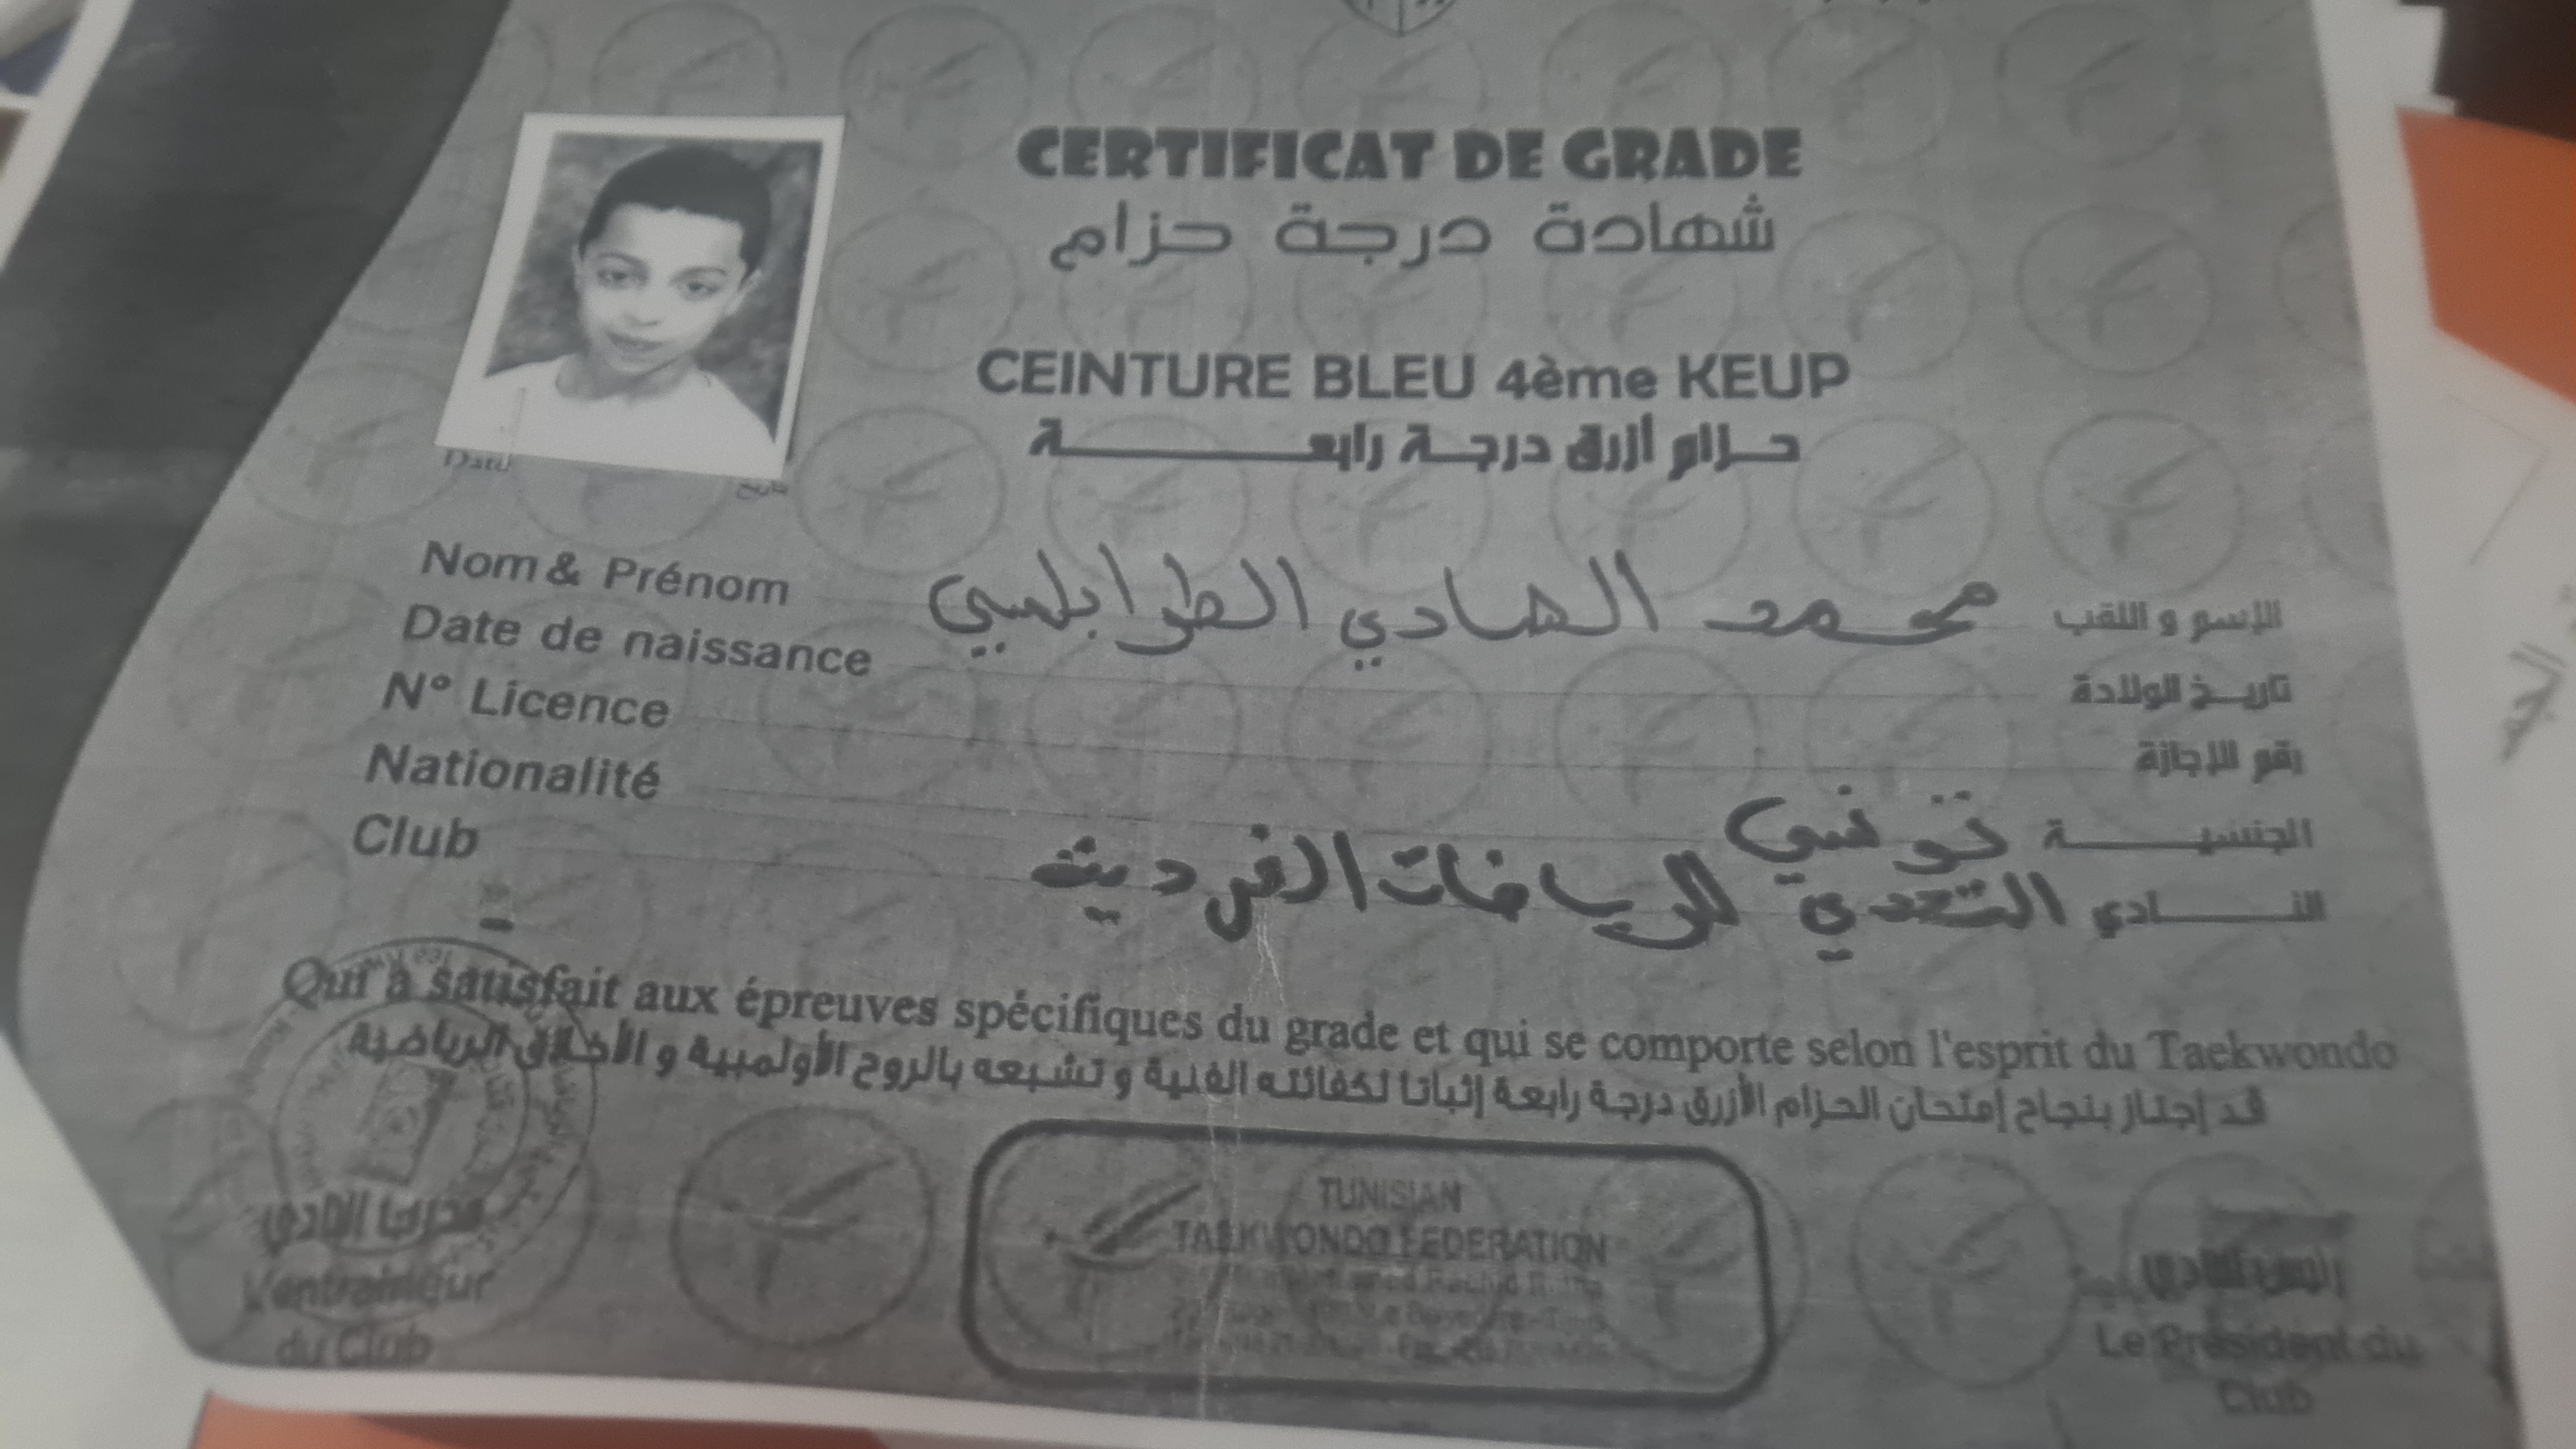 CERTIFICAT DE GRADE
شهادة درجة حزام
CEINTURE BLEU 4ème KEUP
حزام أزرق درجة رابعة
Date تاريخ
Nom & Prénom محمد الهادي الطرابلسي الإسم و اللقب
Date de naissance تاريخ الولادة
N° Licence رقم الإجازة
Nationalité تونسي الجنسية
Club التحدي للرياضات الفردية النادي
Qui a satisfait aux épreuves spécifiques du grade et qui se comporte selon l'esprit du Taekwondo
قد إجتاز بنجاح إمتحان الحزام الأزرق درجة رابعة إثباتا لكفائته الفنية و تشبعه بالروح الأولمبية و الأخلاق الرياضية
TUNISIAN
TAEKWONDO FEDERATION
مدرب النادي
L'entraineur
du Club
Le Président du
Club